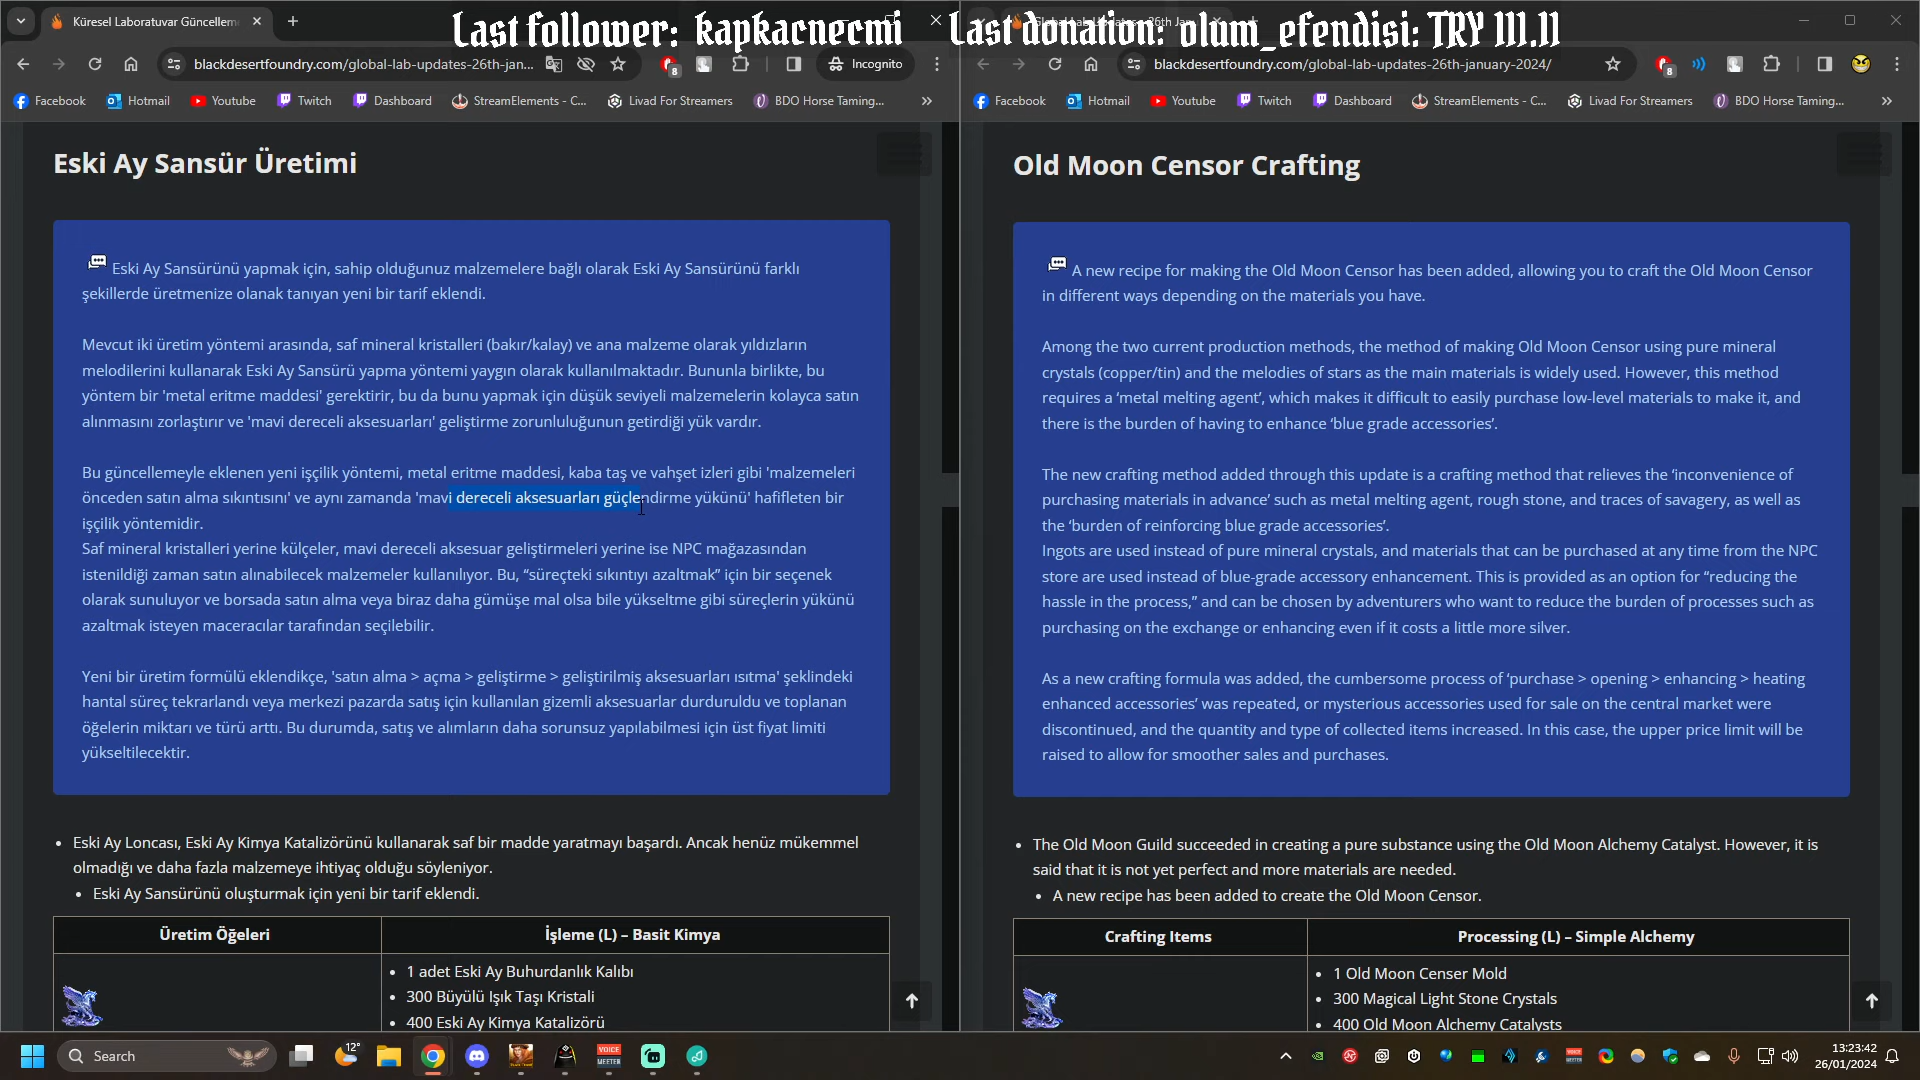 Last follower: kapkacnecmi
Last donation: olum_efendisi: TRY 111.11
Küresel Laboratuvar Güncellem
blackdesertfoundry.com/global-lab-updates-26th-jan...
8
Incognito
Facebook
Hotmail
Youtube
Twitch
Dashboard
StreamElements - C...
Livad For Streamers
BDO Horse Taming...
Eski Ay Sansür Üretimi
Eski Ay Sansürünü yapmak için, sahip olduğunuz malzemelere bağlı olarak Eski Ay Sansürünü farklı
şekillerde üretmenize olanak tanıyan yeni bir tarif eklendi.
Mevcut iki üretim yöntemi arasında, saf mineral kristalleri (bakır/kalay) ve ana malzeme olarak yıldızların
melodilerini kullanarak Eski Ay Sansürü yapma yöntemi yaygın olarak kullanılmaktadır. Bununla birlikte, bu
yöntem bir 'metal eritme maddesi' gerektirir, bu da bunu yapmak için düşük seviyeli malzemelerin kolayca satın
alınmasını zorlaştırır ve 'mavi dereceli aksesuarları' geliştirme zorunluluğunun getirdiği yük vardır.
Bu güncellemeyle eklenen yeni işçilik yöntemi, metal eritme maddesi, kaba taş ve vahşet izleri gibi 'malzemeleri
önceden satın alma sıkıntısını' ve aynı zamanda 'mavi dereceli aksesuarları güçlendirme yükünü' hafifleten bir
işçilik yöntemidir.
Saf mineral kristalleri yerine külçeler, mavi dereceli aksesuar geliştirmeleri yerine ise NPC mağazasından
istenildiği zaman satın alınabilecek malzemeler kullanılıyor. Bu, “süreçteki sıkıntıyı azaltmak” için bir seçenek
olarak sunuluyor ve borsada satın alma veya biraz daha gümüşe mal olsa bile yükseltme gibi süreçlerin yükünü
azaltmak isteyen maceracılar tarafından seçilebilir.
Yeni bir üretim formülü eklendikçe, 'satın alma > açma > geliştirme > geliştirilmiş aksesuarları ısıtma' şeklindeki
hantal süreç tekrarlandı veya merkezi pazarda satış için kullanılan gizemli aksesuarlar durduruldu ve toplanan
öğelerin miktarı ve türü arttı. Bu durumda, satış ve alımların daha sorunsuz yapılabilmesi için üst fiyat limiti
yükseltilecektir.
Eski Ay Loncası, Eski Ay Kimya Katalizörünü kullanarak saf bir madde yaratmayı başardı. Ancak henüz mükemmel
olmadığı ve daha fazla malzemeye ihtiyaç olduğu söyleniyor.
Eski Ay Sansürünü oluşturmak için yeni bir tarif eklendi.
Üretim Öğeleri
İşleme (L) – Basit Kimya
1 adet Eski Ay Buhurdanlık Kalıbı
300 Büyülü Işık Taşı Kristali
400 Eski Ay Kimya Katalizörü
Global Lab Updates - 26th Jan
blackdesertfoundry.com/global-lab-updates-26th-january-2024/
8
Facebook
Hotmail
Youtube
Twitch
Dashboard
StreamElements - C...
Livad For Streamers
BDO Horse Taming...
Old Moon Censor Crafting
A new recipe for making the Old Moon Censor has been added, allowing you to craft the Old Moon Censor
in different ways depending on the materials you have.
Among the two current production methods, the method of making Old Moon Censor using pure mineral
crystals (copper/tin) and the melodies of stars as the main materials is widely used. However, this method
requires a ‘metal melting agent’, which makes it difficult to easily purchase low-level materials to make it, and
there is the burden of having to enhance ‘blue grade accessories’.
The new crafting method added through this update is a crafting method that relieves the ‘inconvenience of
purchasing materials in advance’ such as metal melting agent, rough stone, and traces of savagery, as well as
the ‘burden of reinforcing blue grade accessories’.
Ingots are used instead of pure mineral crystals, and materials that can be purchased at any time from the NPC
store are used instead of blue-grade accessory enhancement. This is provided as an option for “reducing the
hassle in the process,” and can be chosen by adventurers who want to reduce the burden of processes such as
purchasing on the exchange or enhancing even if it costs a little more silver.
As a new crafting formula was added, the cumbersome process of ‘purchase > opening > enhancing > heating
enhanced accessories’ was repeated, or mysterious accessories used for sale on the central market were
discontinued, and the quantity and type of collected items increased. In this case, the upper price limit will be
raised to allow for smoother sales and purchases.
The Old Moon Guild succeeded in creating a pure substance using the Old Moon Alchemy Catalyst. However, it is
said that it is not yet perfect and more materials are needed.
A new recipe has been added to create the Old Moon Censor.
Crafting Items
Processing (L) – Simple Alchemy
1 Old Moon Censer Mold
300 Magical Light Stone Crystals
400 Old Moon Alchemy Catalysts
Search
12°
VOICE
MEETER
13:23:42
26/01/2024